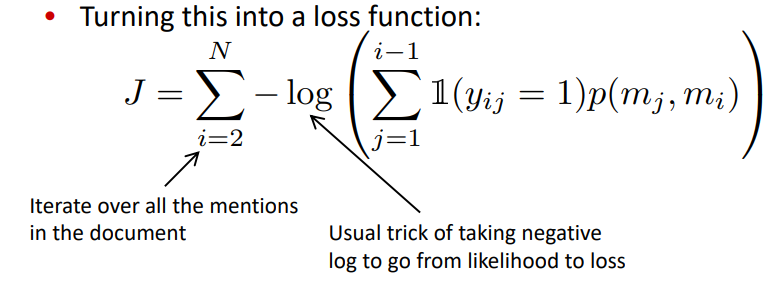 • Turning this into a loss function:
J = \sum_{i=2}^{N} -\log\left(\sum_{j=1}^{i-1} \mathbb{1}(y_{ij} = 1)p(m_j, m_i)\right)
Iterate over all the mentions
in the document
Usual trick of taking negative
log to go from likelihood to loss